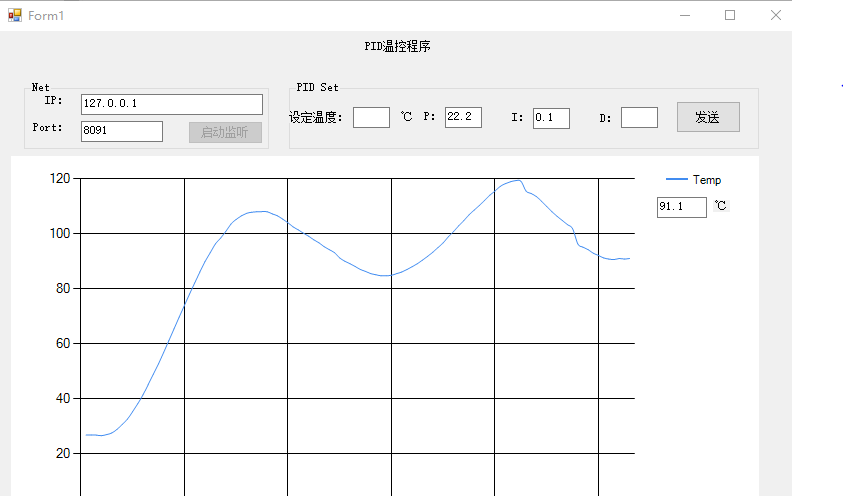 Form1
PID温控程序
Net
IP:
127.0.0.1
Port:
8091
启动监听
PID Set
设定温度:
℃
P:
22.2
I:
0.1
D:
发送
120
100
80
60
40
20
Temp
91.1
℃